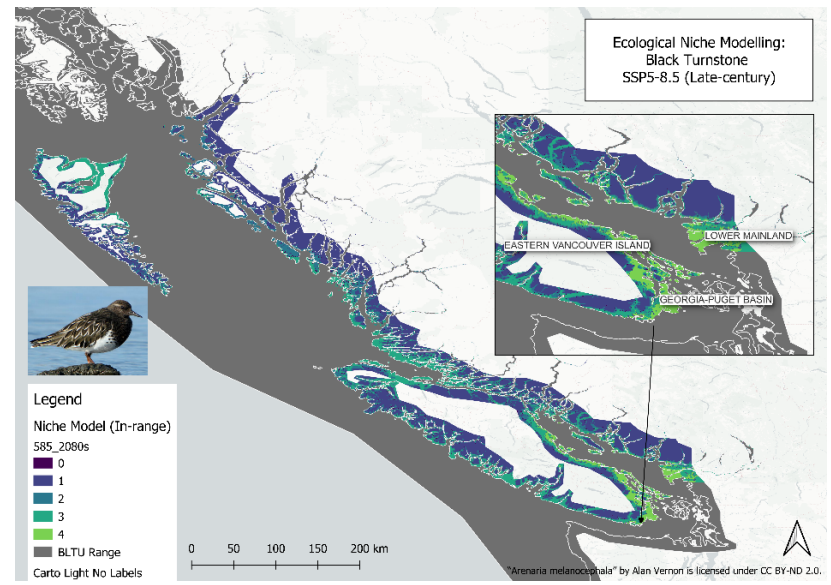 Ecological Niche Modelling:
Black Turnstone
SSP5-8.5 (Late-century)
LOWER MAINLAND
EASTERN VANCOUVER ISLAND
GEORGIA-PUGET BASIN
Legend
Niche Model (In-range)
585_2080s
0
1
2
3
4
BLTU Range
Carto Light No Labels
0 50 100 150 200 km
"Arenaria melanocephala" by Alan Vernon is licensed under CC BY-ND 2.0.